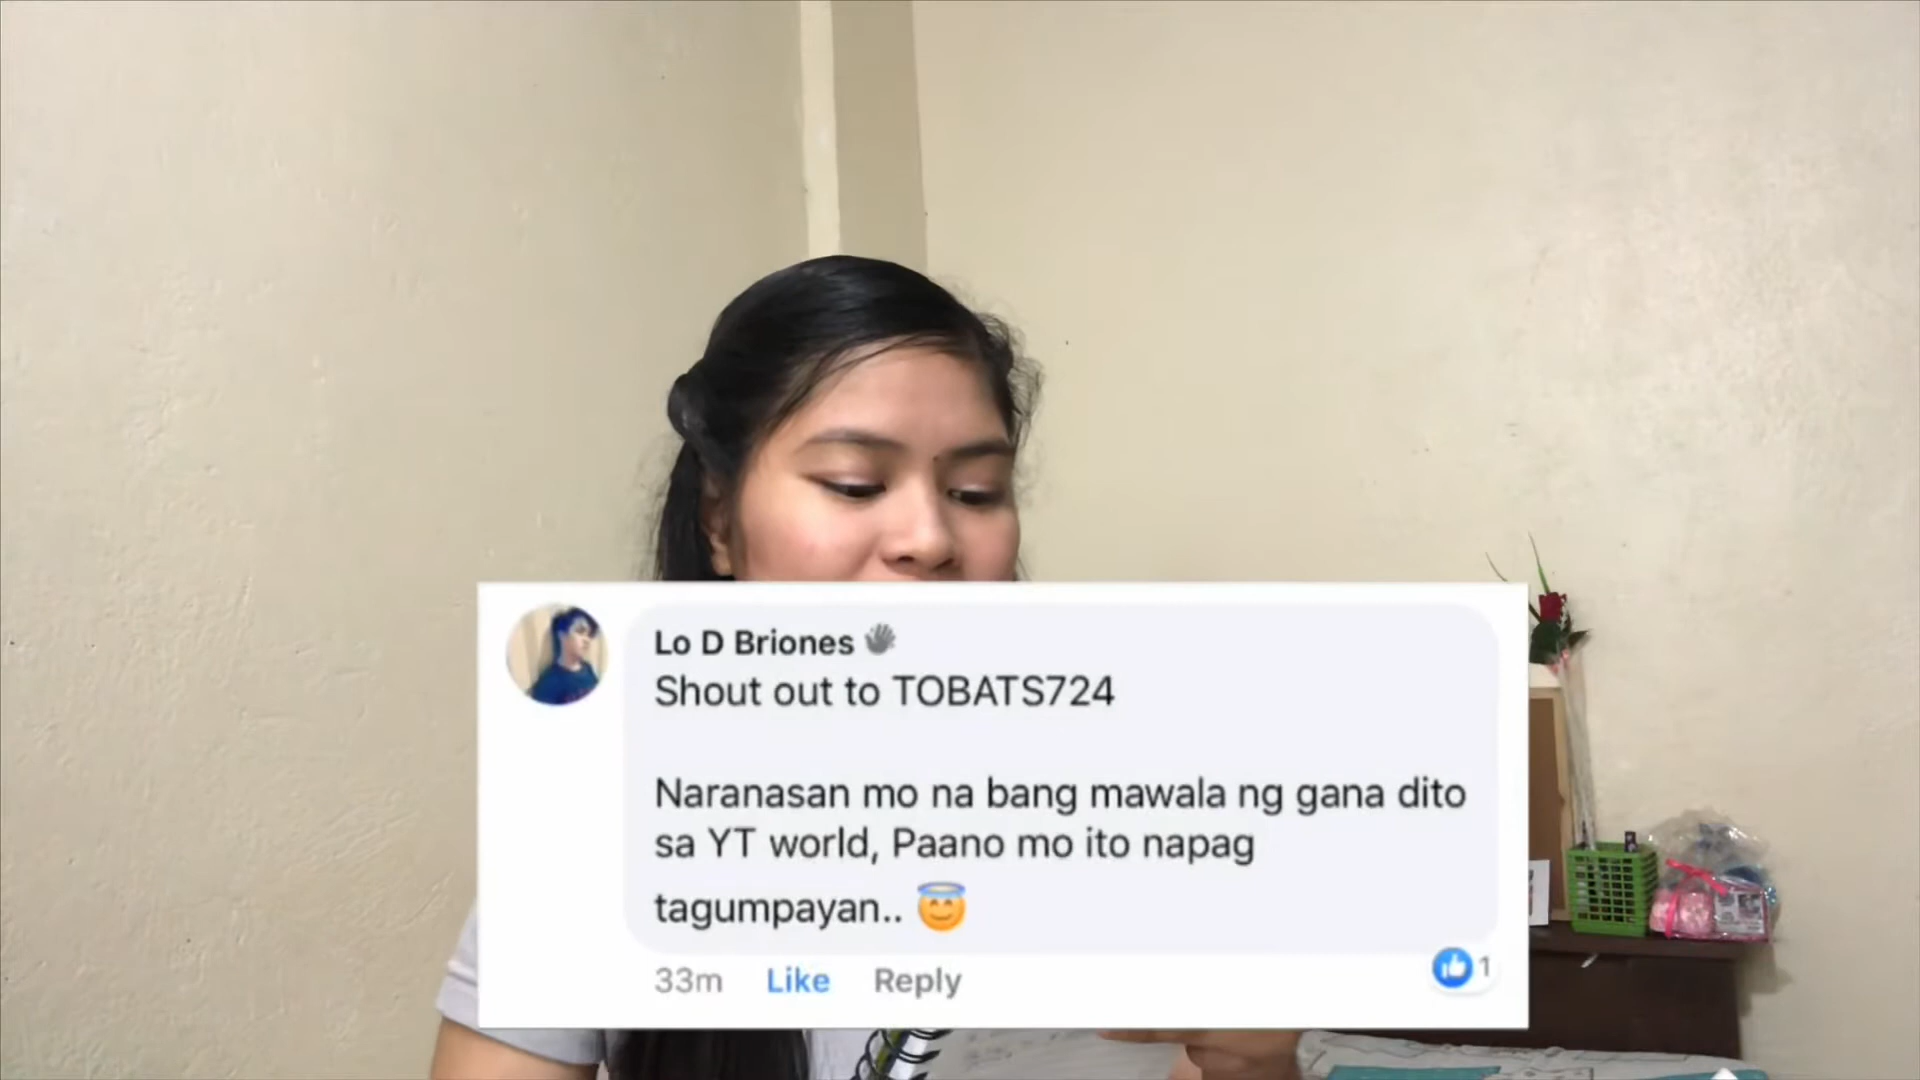 Lo D Briones
Shout out to TOBATS724
Naranasan mo na bang mawala ng gana dito
sa YT world, Paano mo ito napag
tagumpayan.. 😇
33m Like Reply 1